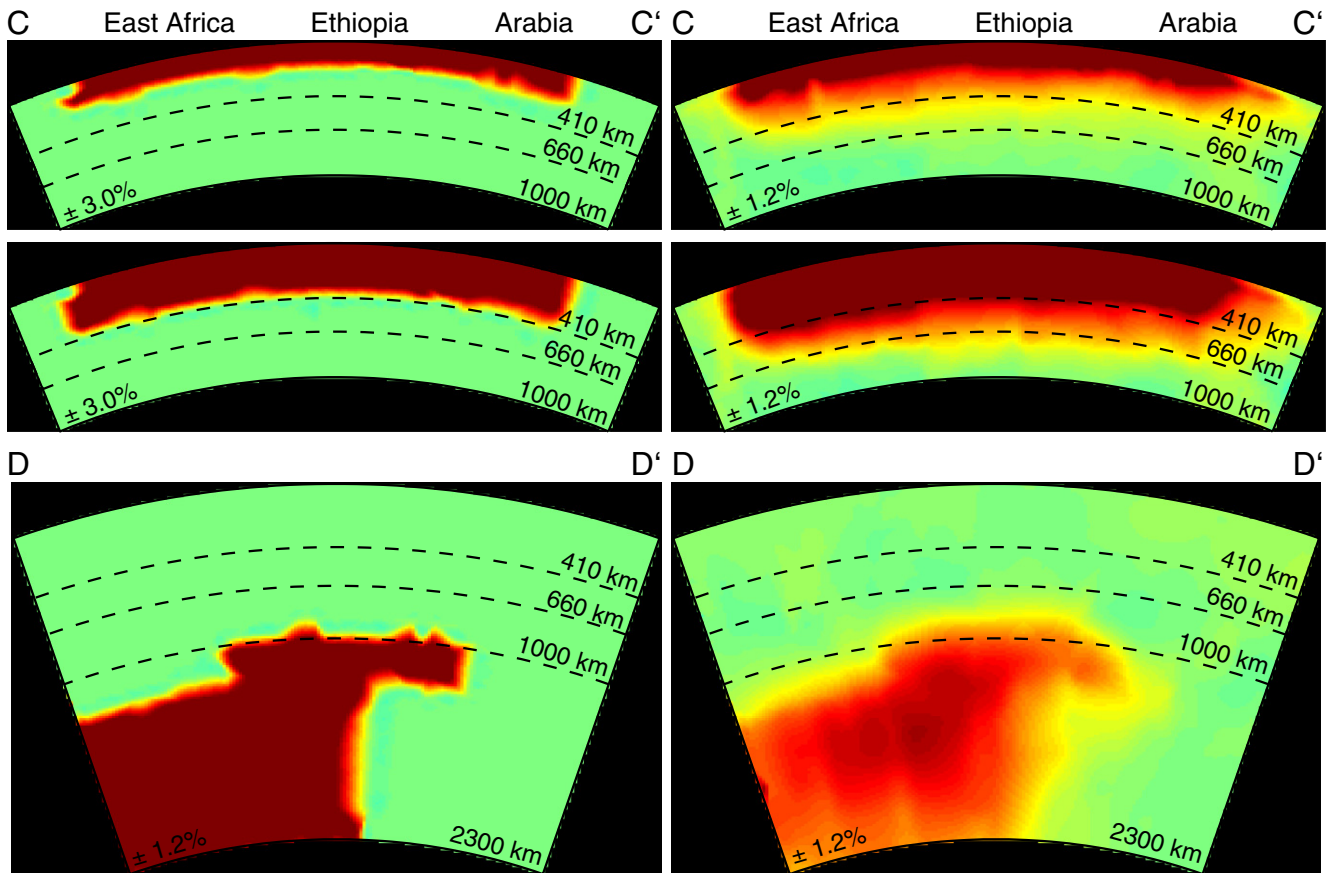 C East Africa Ethiopia Arabia C‘ C East Africa Ethiopia Arabia C‘
410 km
660 km
1000 km
± 3.0%
410 km
660 km
1000 km
± 1.2%
410 km
660 km
1000 km
± 3.0%
410 km
660 km
1000 km
± 1.2%
D D‘ D D‘
410 km
660 km
1000 km
± 1.2% 2300 km
410 km
660 km
1000 km
± 1.2% 2300 km